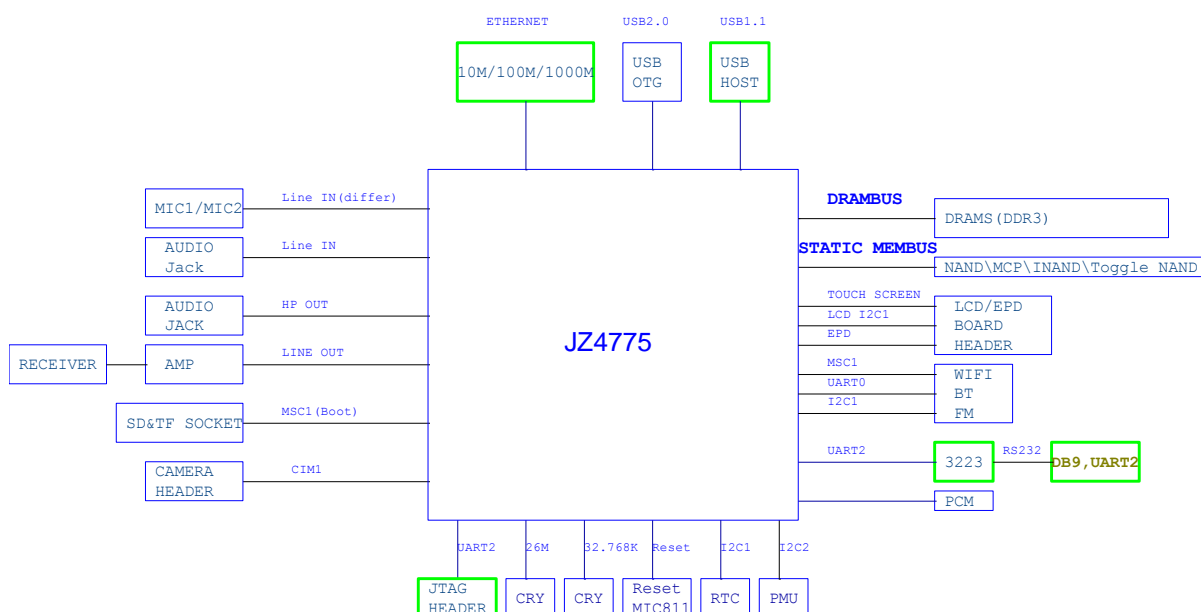 ETHERNET
USB2.0
USB1.1
10M/100M/1000M
USB
OTG
USB
HOST
MIC1/MIC2
Line IN(differ)
DRAMBUS
DRAMS(DDR3)
AUDIO
Jack
Line IN
STATIC MEMBUS
NAND\MCP\INAND\Toggle NAND
AUDIO
JACK
HP OUT
TOUCH SCREEN
LCD I2C1
EPD
LCD/EPD
BOARD
HEADER
JZ4775
RECEIVER
AMP
LINE OUT
MSC1
UART0
I2C1
WIFI
BT
FM
SD&TF SOCKET
MSC1(Boot)
UART2
3223
RS232
DB9,UART2
CAMERA
HEADER
CIM1
PCM
UART2
26M
32.768K
Reset
I2C1
I2C2
JTAG
HEADER
CRY
CRY
Reset
MIC811
RTC
PMU